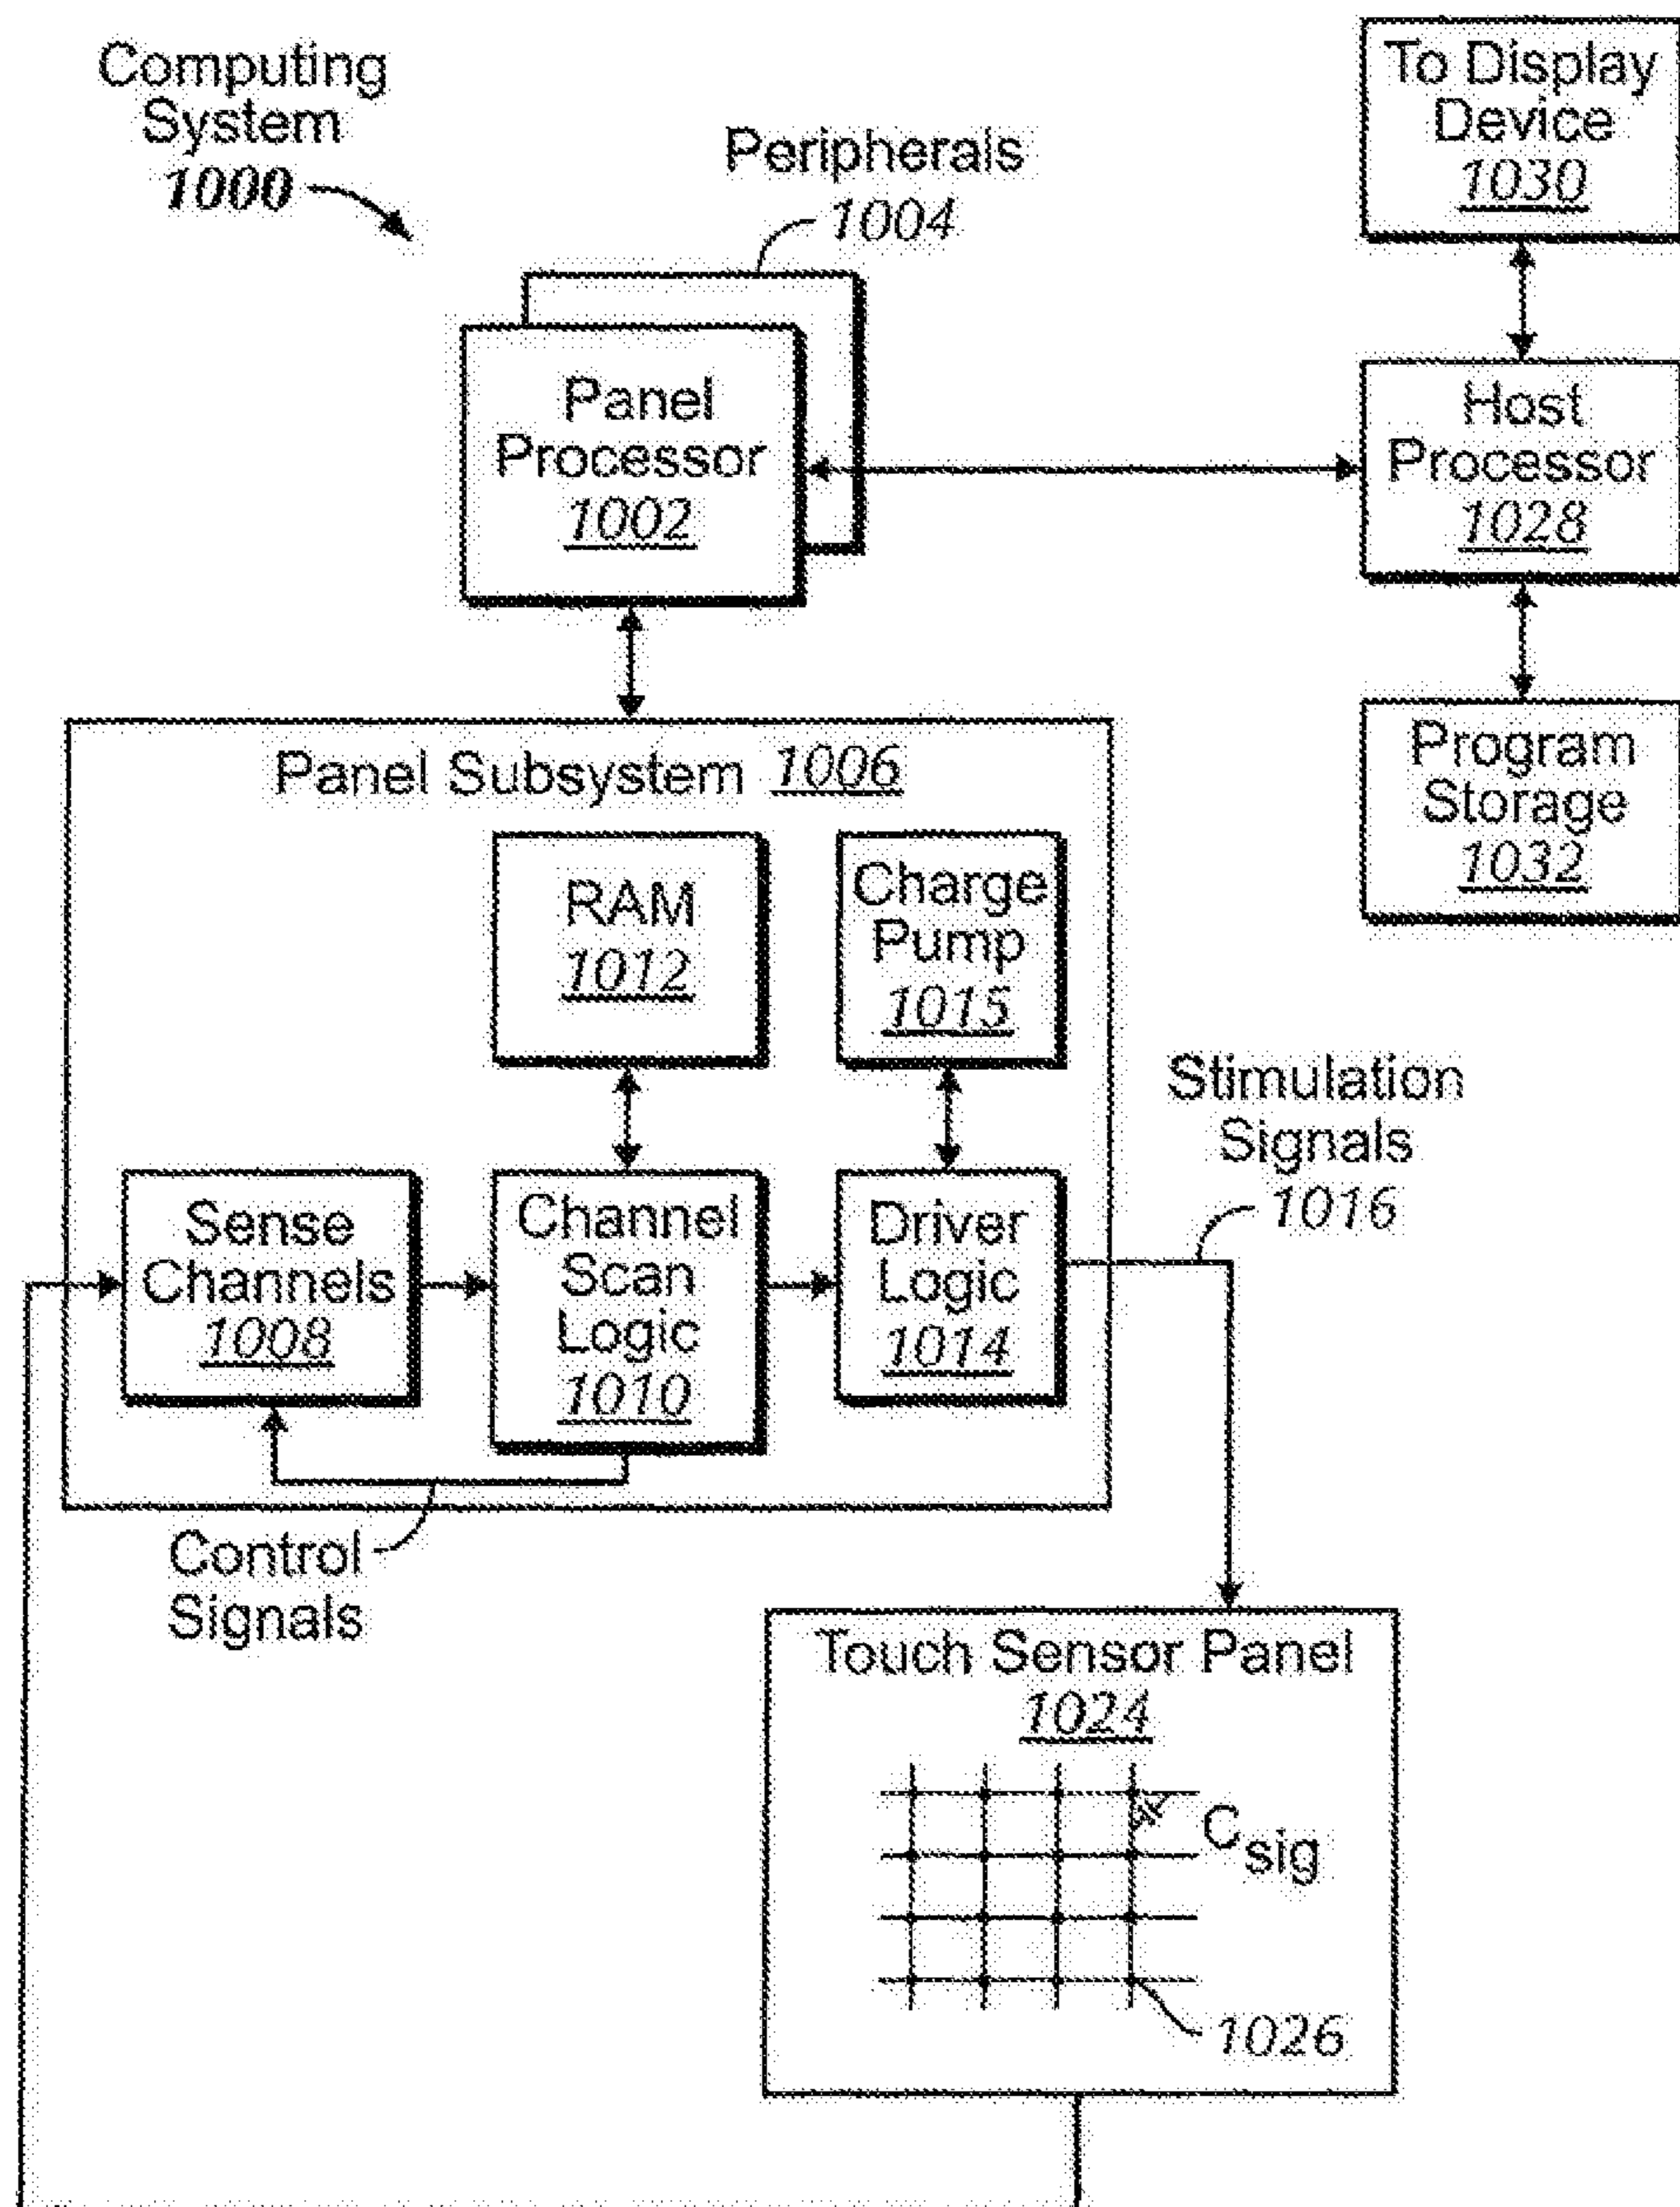 Computing
System
1000
Peripherals
1004
To Display
Device
1030
Panel
Processor
1002
Host
Processor
1028
Program
Storage
1032
Panel Subsystem 1006
RAM
1012
Charge
Pump
1015
Stimulation
Signals
1016
Sense
Channels
1008
Channel
Scan
Logic
1010
Driver
Logic
1014
Control
Signals
Touch Sensor Panel
1024
Csig
1026